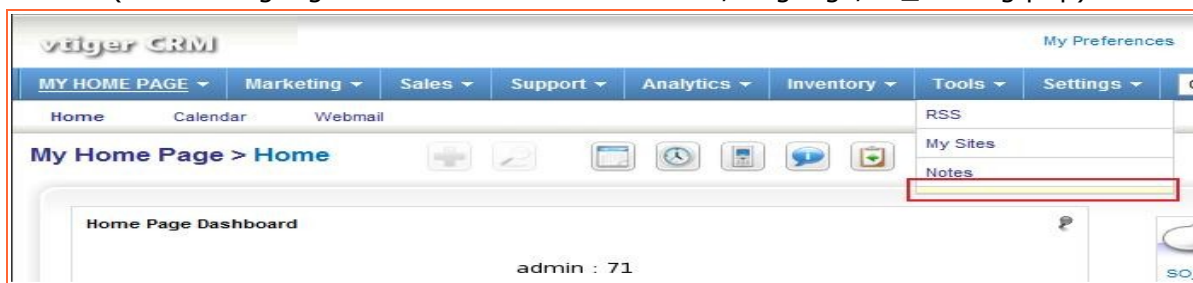 vtiger CRM
My Preferences
MY HOME PAGE Marketing Sales Support Analytics Inventory Tools Settings
Home Calendar Webmail
RSS
My Home Page > Home
My Sites
Notes
Home Page Dashboard
admin : 71